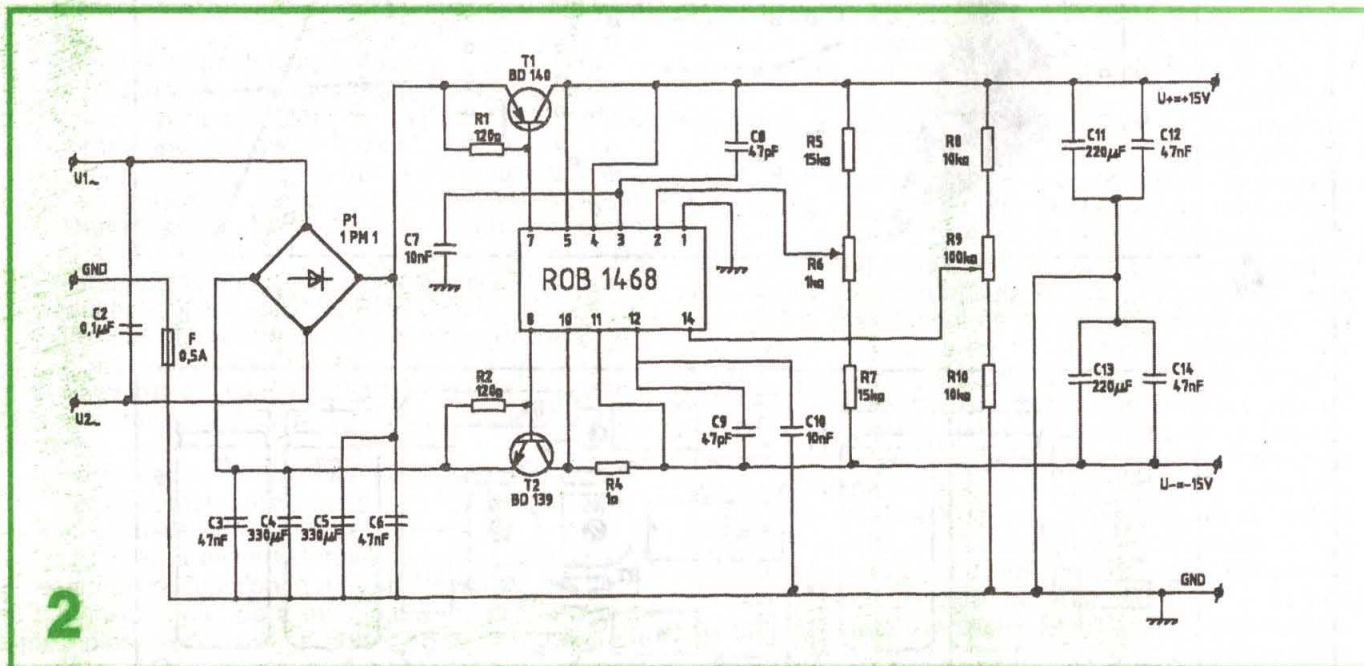 T1
BD 140
U+=+15V
R1
120Ω
C8
47pF
R5
15kΩ
R8
10kΩ
C11
220µF
C12
47nF
U1~
P1
1 PM 1
C7
10nF
7 5 4 3 2 1
ROB 1468
R6
1kΩ
R9
100kΩ
GND
C2
0,1µF
F
0,5A
8 10 11 12 14
R2
120Ω
R7
15kΩ
R10
10kΩ
C13
220µF
C14
47nF
U2~
C9
47pF
C10
10nF
T2
BD 139
R4
1Ω
U-=-15V
C3
47nF
C4
330µF
C5
330µF
C6
47nF
GND
2